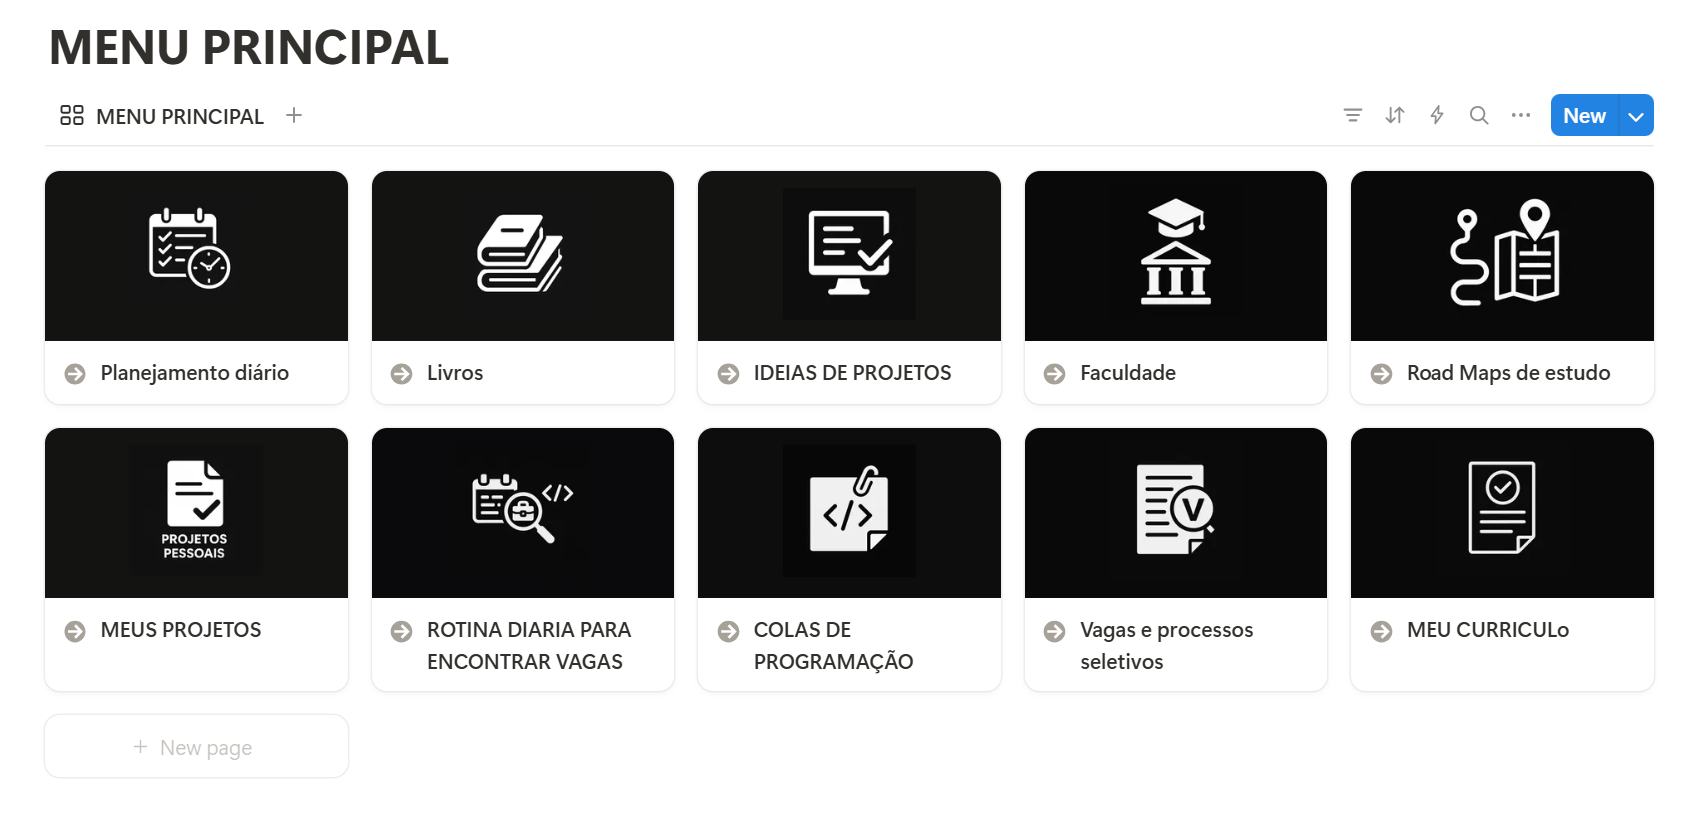 MENU PRINCIPAL
MENU PRINCIPAL
New
Planejamento diário
Livros
IDEIAS DE PROJETOS
Faculdade
Road Maps de estudo
PROJETOS
PESSOAIS
</>
</>
V
MEUS PROJETOS
ROTINA DIARIA PARA
ENCONTRAR VAGAS
COLAS DE
PROGRAMAÇÃO
Vagas e processos
seletivos
MEU CURRICULo
+ New page